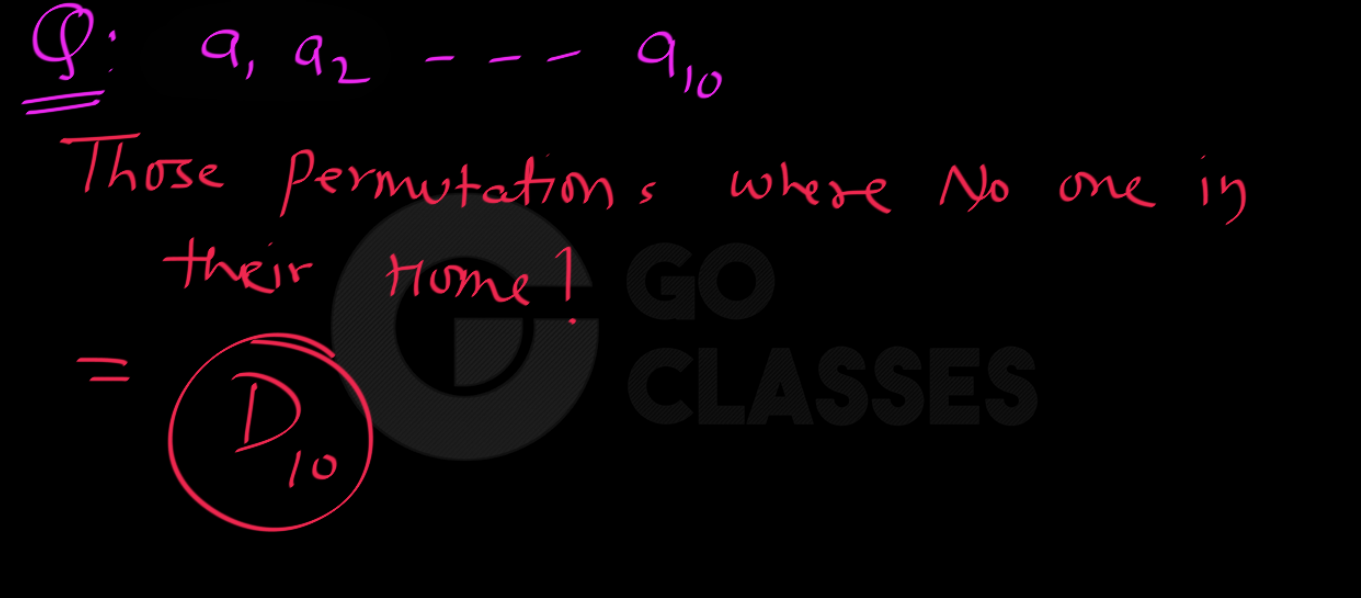 Q: a₁ a₂ - - - - a₁₀
Those Permutations where No one in
their Home!
GO
CLASSES
= D₁₀